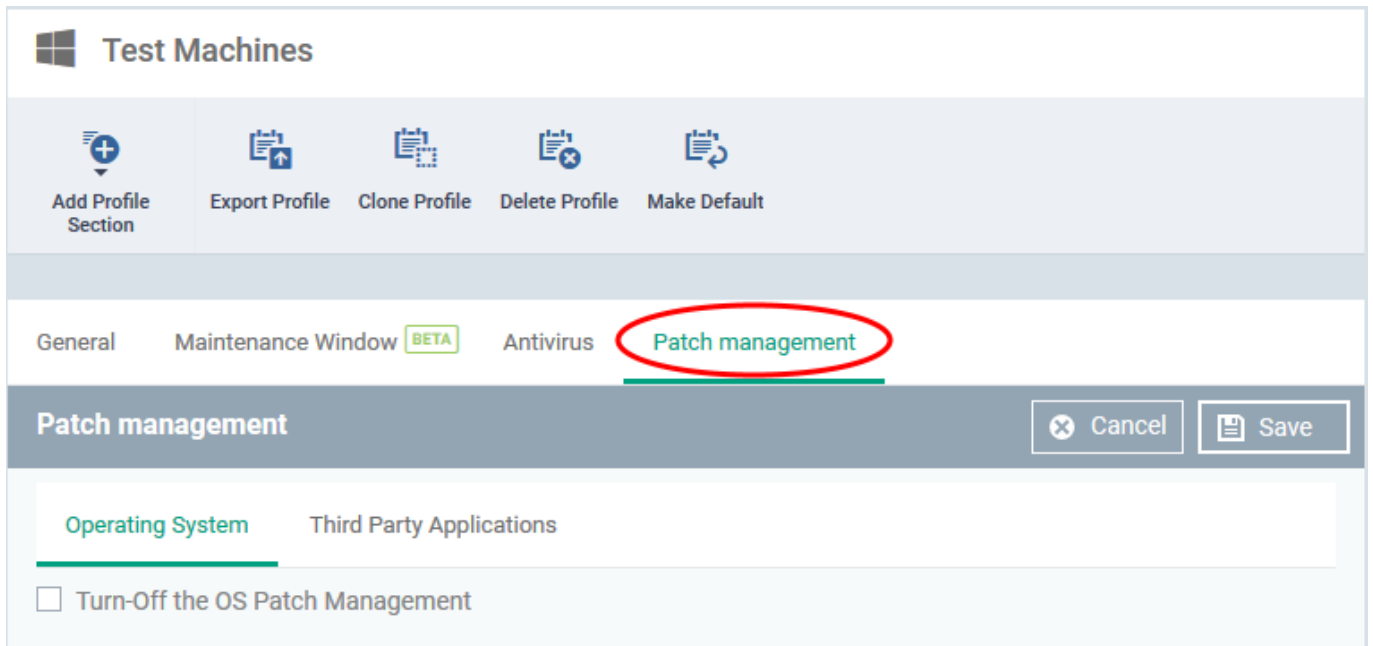 Test Machines
Add Profile
Section
Export Profile
Clone Profile
Delete Profile
Make Default
General
Maintenance Window BETA
Antivirus
Patch management
Patch management
Cancel
Save
Operating System
Third Party Applications
Turn-Off the OS Patch Management